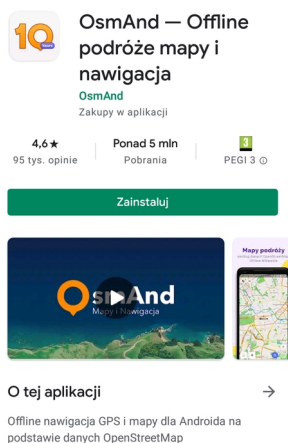 10
Years
OsmAnd — Offline
podróże mapy i
nawigacja
OsmAnd
Zakupy w aplikacji
4,6★
95 tys. opinie
Ponad 5 mln
Pobrania
3
PEGI 3
Zainstaluj
OsmAnd
Mapy i Nawigacja
Mapy podróży
O tej aplikacji
Offline nawigacja GPS i mapy dla Androida na
podstawie danych OpenStreetMap